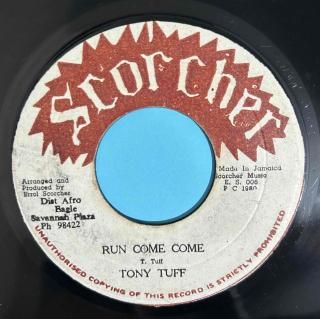 Scorcher
Arranged and
Produced by
Errol Scorcher
Dist Afro
Eagle
Savannah Plaza
Ph 98422
Made In Jamaica
Scorcher Music
E. S. 006
P C 1980
RUN COME COME
T. Tuff
TONY TUFF
UNAUTHORISED COPYING OF THIS RECORD IS STRICTLY PROHIBITED